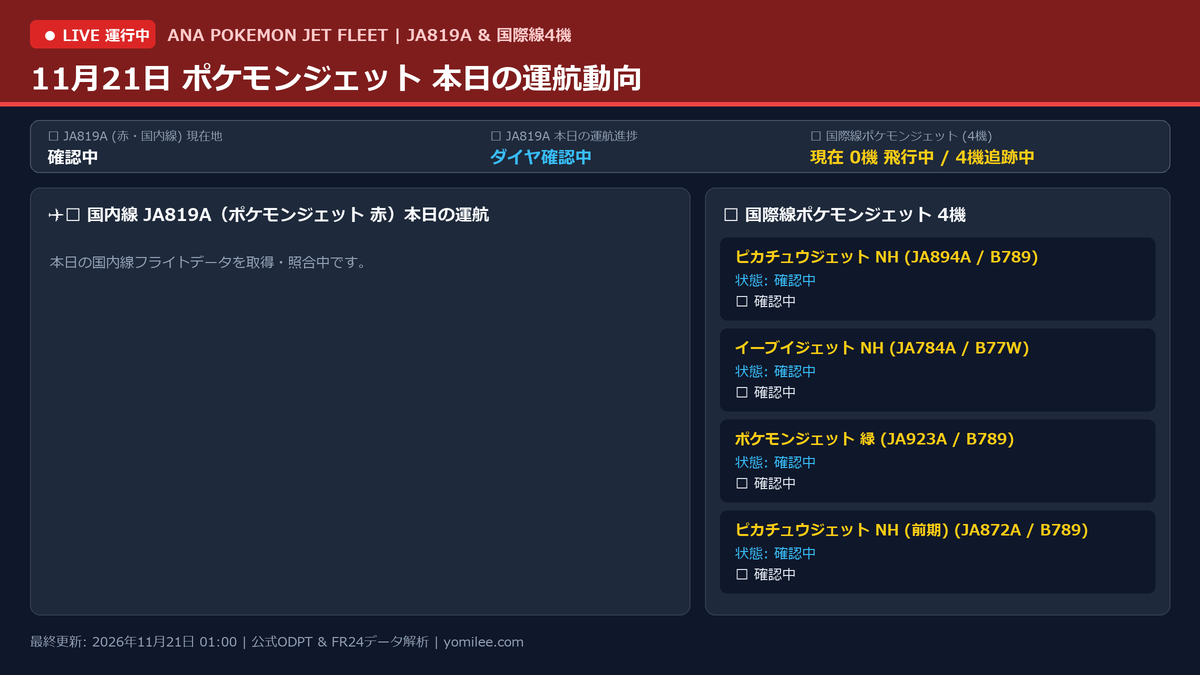 ● LIVE 運行中 ANA POKEMON JET FLEET | JA819A & 国際線4機
11月21日 ポケモンジェット 本日の運航動向
□ JA819A (赤・国内線) 現在地
確認中
□ JA819A 本日の運航進捗
ダイヤ確認中
□ 国際線ポケモンジェット (4機)
現在 0機 飛行中 / 4機追跡中
✈□ 国内線 JA819A（ポケモンジェット 赤）本日の運航
本日の国内線フライトデータを取得・照合中です。
□ 国際線ポケモンジェット 4機
ピカチュウジェット NH (JA894A / B789)
状態: 確認中
□ 確認中
イーブイジェット NH (JA784A / B77W)
状態: 確認中
□ 確認中
ポケモンジェット 緑 (JA923A / B789)
状態: 確認中
□ 確認中
ピカチュウジェット NH (前期) (JA872A / B789)
状態: 確認中
□ 確認中
最終更新: 2026年11月21日 01:00 | 公式ODPT & FR24データ解析 | yomilee.com